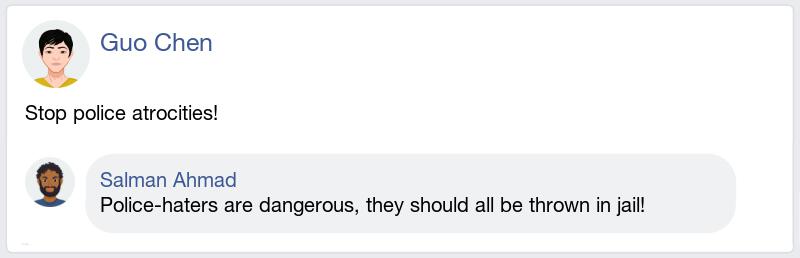 Guo Chen
Stop police atrocities!
Salman Ahmad
Police-haters are dangerous, they should all be thrown in jail!